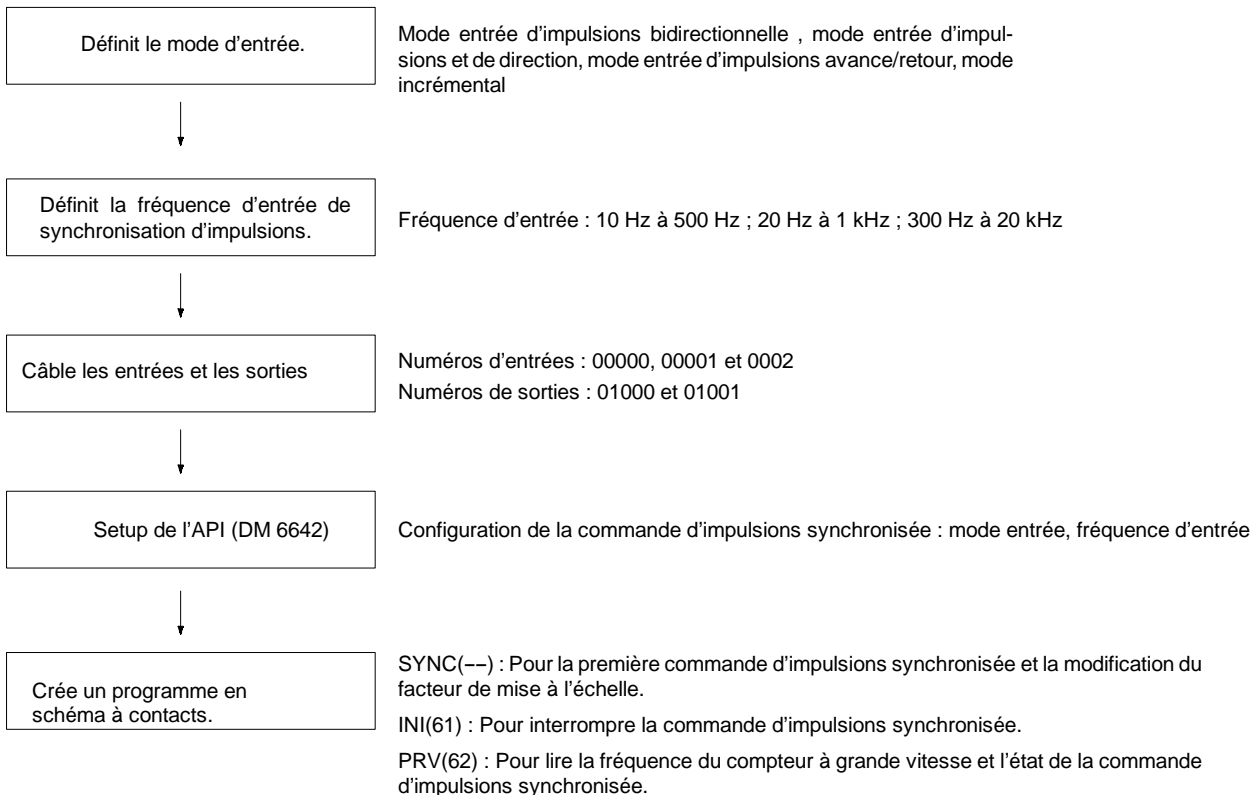 Définit le mode d'entrée.
Mode entrée d'impulsions bidirectionnelle , mode entrée d'impul-
sions et de direction, mode entrée d'impulsions avance/retour, mode
incrémental
Définit la fréquence d'entrée de
synchronisation d'impulsions.
Fréquence d'entrée : 10 Hz à 500 Hz ; 20 Hz à 1 kHz ; 300 Hz à 20 kHz
Câble les entrées et les sorties
Numéros d'entrées : 00000, 00001 et 0002
Numéros de sorties : 01000 et 01001
Setup de l'API (DM 6642)
Configuration de la commande d'impulsions synchronisée : mode entrée, fréquence d'entrée
Crée un programme en
schéma à contacts.
SYNC(--) : Pour la première commande d'impulsions synchronisée et la modification du
facteur de mise à l'échelle.
INI(61) : Pour interrompre la commande d'impulsions synchronisée.
PRV(62) : Pour lire la fréquence du compteur à grande vitesse et l'état de la commande
d'impulsions synchronisée.